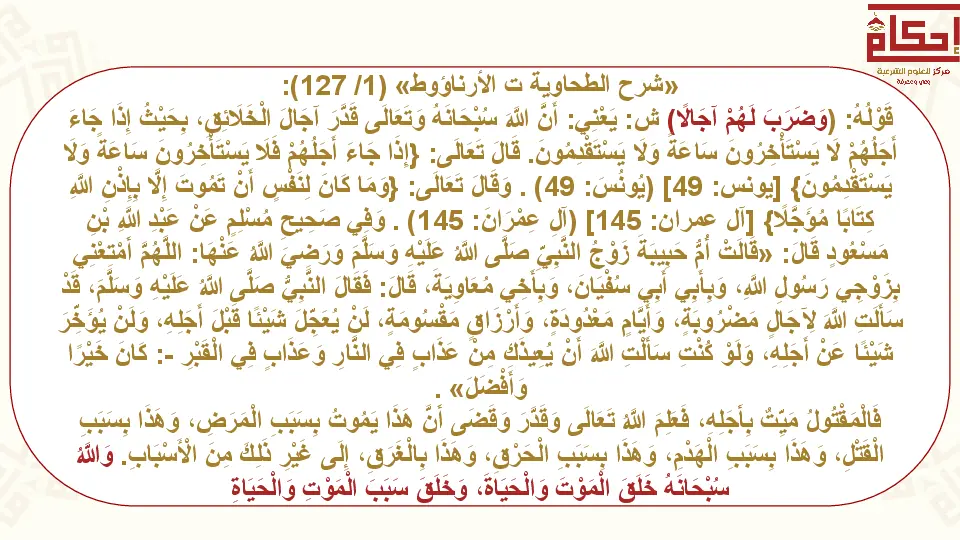 إحكام
مركز للعلوم الشرعية
وعي ومعرفة
«شرح الطحاوية ت الأرناؤوط» (1/ 127):
قَوْلُهُ: (وَضَرَبَ لَهُمْ آجَالًا) ش: يَعْنِي: أَنَّ اللَّهَ سُبْحَانَهُ وَتَعَالَى قَدَّرَ آجَالَ الْخَلَائِقِ، بِحَيْثُ إِذَا جَاءَ
أَجَلُهُمْ لَا يَسْتَأْخِرُونَ سَاعَةً وَلَا يَسْتَقْدِمُونَ. قَالَ تَعَالَى: {إِذَا جَاءَ أَجَلُهُمْ فَلَا يَسْتَأْخِرُونَ سَاعَةً وَلَا
يَسْتَقْدِمُونَ} [يونس: 49] (يُونُسَ: 49) . وَقَالَ تَعَالَى: {وَمَا كَانَ لِنَفْسٍ أَنْ تَمُوتَ إِلَّا بِإِذْنِ اللَّهِ
كِتَابًا مُؤَجَّلًا} [آل عمران: 145] (آلِ عِمْرَانَ: 145) . وَفِي صَحِيحِ مُسْلِمٍ عَنْ عَبْدِ اللَّهِ بْنِ
مَسْعُودٍ قَالَ: «قَالَتْ أُمُّ حَبِيبَةَ زَوْجُ النَّبِيِّ صَلَّى اللَّهُ عَلَيْهِ وَسَلَّمَ وَرَضِيَ اللَّهُ عَنْهَا: اللَّهُمَّ أَمْتَعْنِي
بِزَوْجِي رَسُولِ اللَّهِ، وَبِأَبِي أَبِي سُفْيَانَ، وَبِأَخِي مُعَاوِيَةَ، قَالَ: فَقَالَ النَّبِيُّ صَلَّى اللَّهُ عَلَيْهِ وَسَلَّمَ، قَدْ
سَأَلْتِ اللَّهَ لِآجَالٍ مَضْرُوبَةٍ، وَأَيَّامٍ مَعْدُودَةٍ، وَأَرْزَاقٍ مَقْسُومَةٍ، لَنْ يُعَجِّلَ شَيْئًا قَبْلَ أَجَلِهِ، وَلَنْ يُؤَخِّرَ
شَيْئًا عَنْ أَجَلِهِ، وَلَوْ كُنْتِ سَأَلْتِ اللَّهَ أَنْ يُعِيذَكِ مِنْ عَذَابٍ فِي النَّارِ وَعَذَابٍ فِي الْقَبْرِ -: كَانَ خَيْرًا
وَأَفْضَلَ» .
فَالْمَقْتُولُ مَيِّتٌ بِأَجَلِهِ، فَعَلِمَ اللَّهُ تَعَالَى وَقَدَّرَ وَقَضَى أَنَّ هَذَا يَمُوتُ بِسَبَبِ الْمَرَضِ، وَهَذَا بِسَبَبِ
الْقَتْلِ، وَهَذَا بِسَبَبِ الْهَدْمِ، وَهَذَا بِسَبَبِ الْحَرْقِ، وَهَذَا بِالْغَرَقِ، إِلَى غَيْرِ ذَلِكَ مِنَ الْأَسْبَابِ. وَاللَّهُ
سُبْحَانَهُ خَلَقَ الْمَوْتَ وَالْحَيَاةَ، وَخَلَقَ سَبَبَ الْمَوْتِ وَالْحَيَاةِ